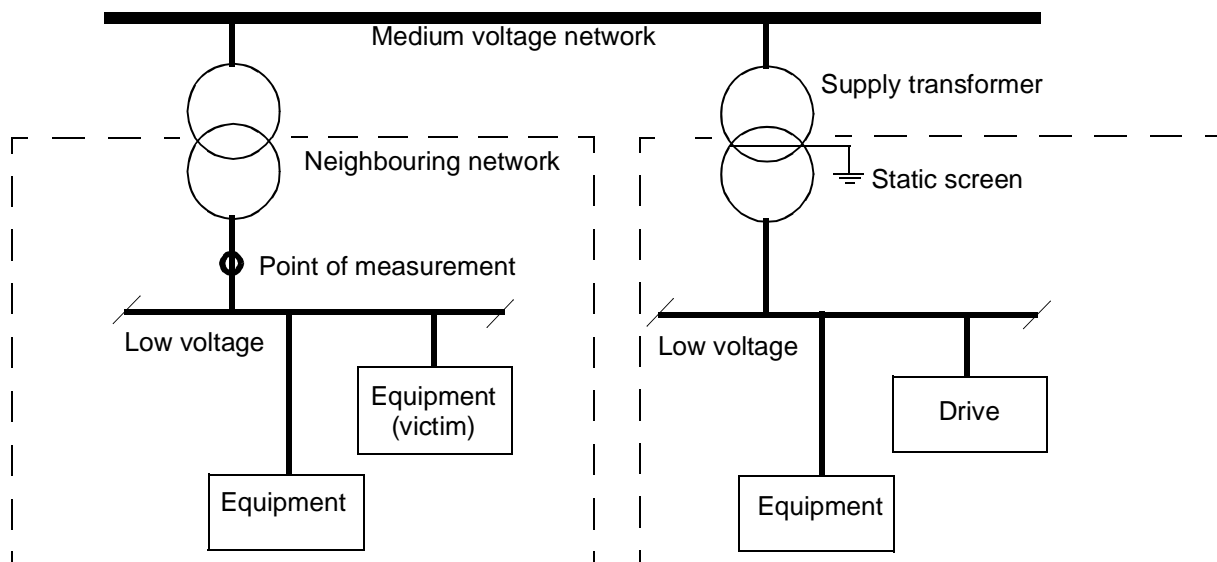 Medium voltage network
Supply transformer
Neighbouring network
Static screen
Point of measurement
Low voltage
Low voltage
Equipment
(victim)
Drive
Equipment
Equipment